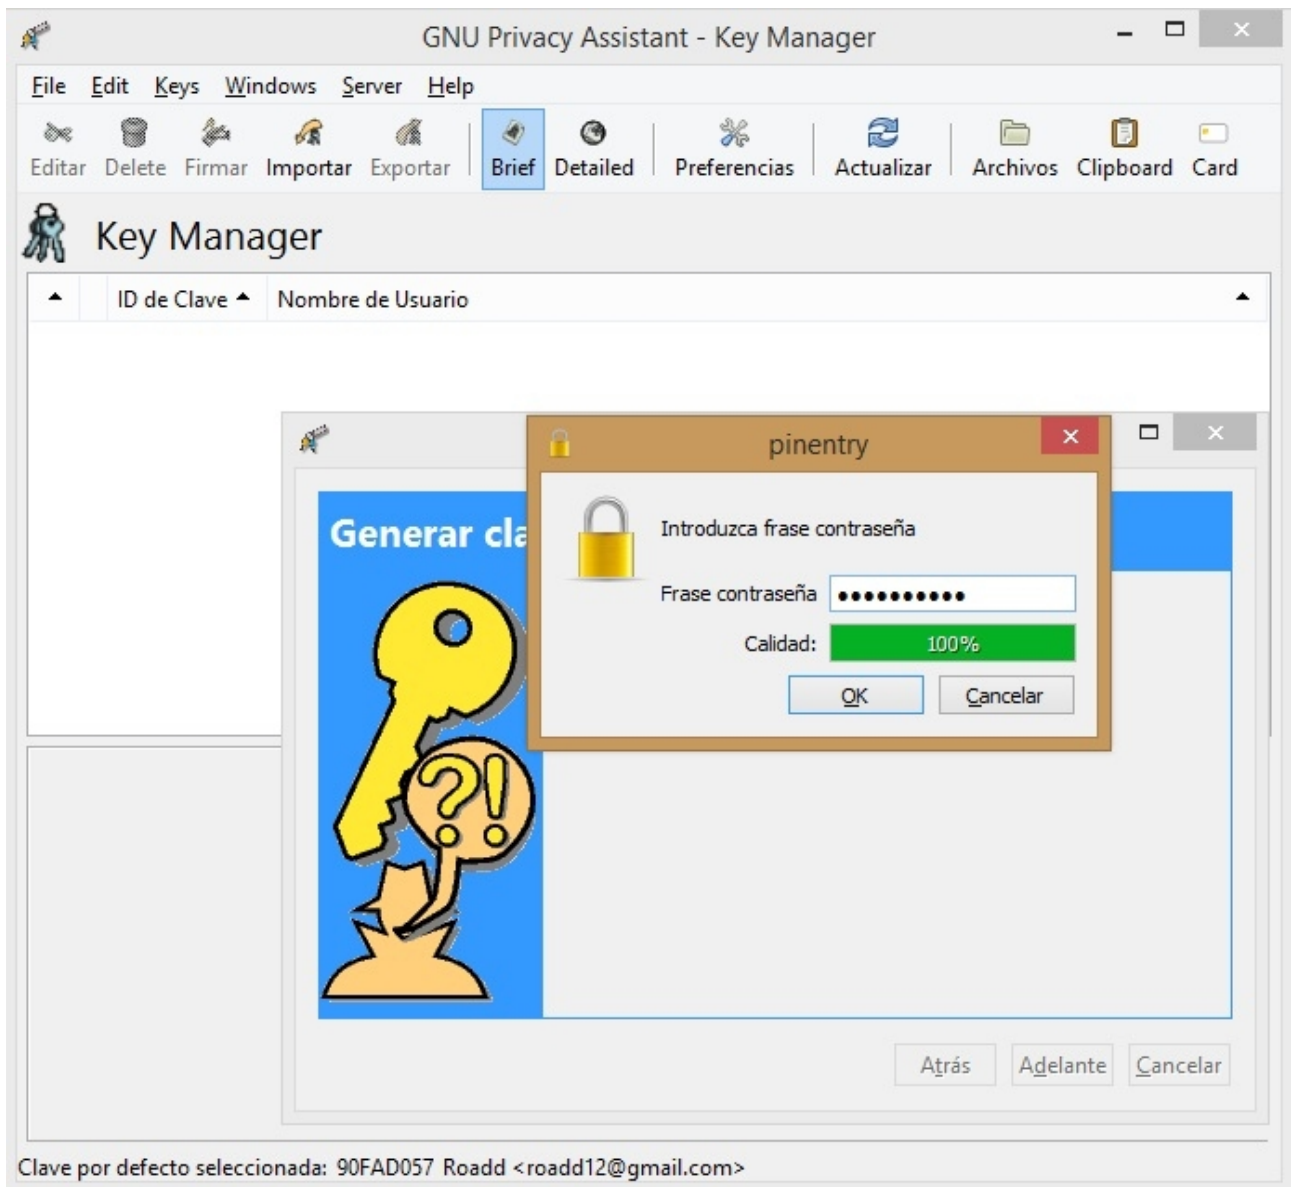 GNU Privacy Assistant - Key Manager
File Edit Keys Windows Server Help
Editar Delete Firmar Importar Exportar Brief Detailed Preferencias Actualizar Archivos Clipboard Card
Key Manager
ID de Clave Nombre de Usuario
pinentry
Generar cla
Introduzca frase contraseña
Frase contraseña ●●●●●●●●●●
Calidad: 100%
OK Cancelar
?!
Atrás Adelante Cancelar
Clave por defecto seleccionada: 90FAD057 Roadd <roadd12@gmail.com>